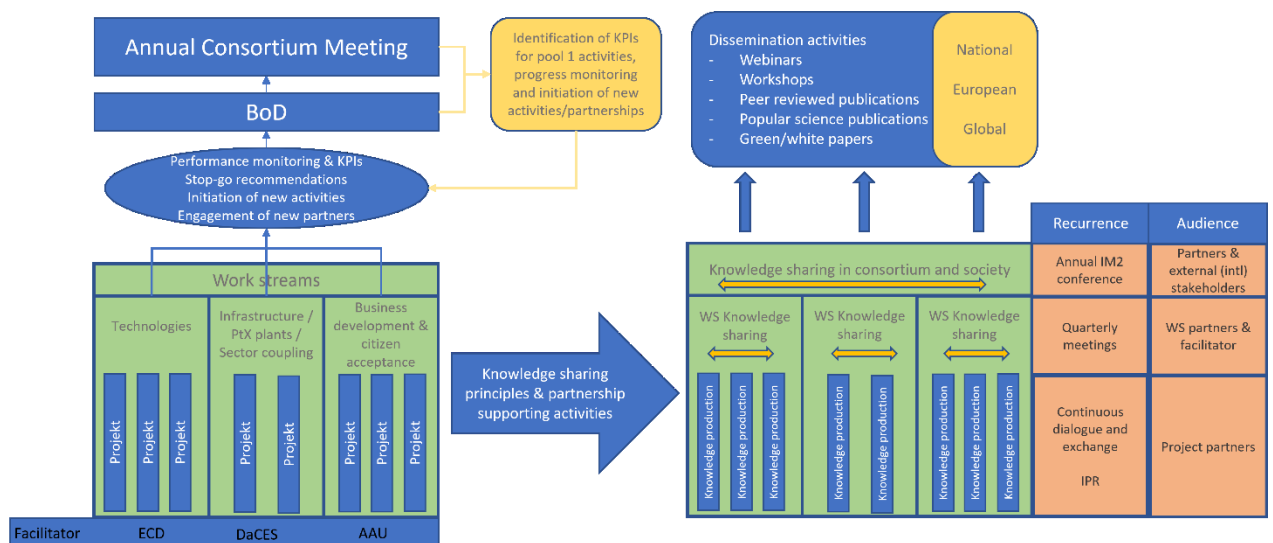 Annual Consortium Meeting
BoD
Performance monitoring & KPIs
Stop-go recommendations
Initiation of new activities
Engagement of new partners
Identification of KPIs
for pool 1 activities,
progress monitoring
and initiation of new
activities/partnerships
Work streams
Technologies
Infrastructure /
PtX plants /
Sector coupling
Business
development &
citizen
acceptance
Projekt
Projekt
Projekt
Projekt
Projekt
Projekt
Projekt
Projekt
Facilitator
ECD
DaCES
AAU
Knowledge sharing
principles & partnership
supporting activities
Dissemination activities
- Webinars
- Workshops
- Peer reviewed publications
- Popular science publications
- Green/white papers
National
European
Global
Knowledge sharing in consortium and society
WS Knowledge
sharing
WS Knowledge
sharing
WS Knowledge
sharing
Knowledge production
Knowledge production
Knowledge production
Knowledge production
Knowledge production
Knowledge production
Knowledge production
Knowledge production
Recurrence
Audience
Annual IM2
conference
Partners &
external (intl)
stakeholders
Quarterly
meetings
WS partners &
facilitator
Continuous
dialogue and
exchange
IPR
Project partners